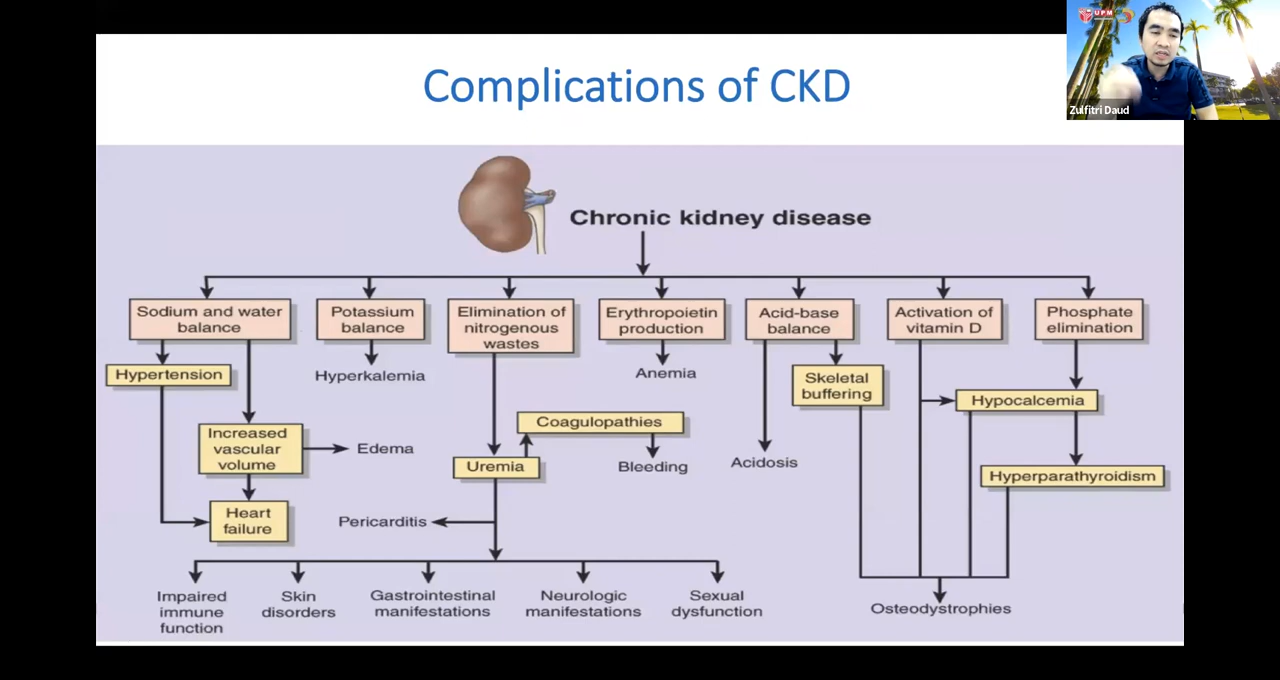 Complications of CKD
UPM
Zulfitri Daud
Chronic kidney disease
Sodium and water
balance
Potassium
balance
Elimination of
nitrogenous
wastes
Erythropoietin
production
Acid-base
balance
Activation of
vitamin D
Phosphate
elimination
Hypertension
Hyperkalemia
Anemia
Skeletal
buffering
Hypocalcemia
Increased
vascular
volume
Edema
Coagulopathies
Uremia
Bleeding
Acidosis
Hyperparathyroidism
Heart
failure
Pericarditis
Impaired
immune
function
Skin
disorders
Gastrointestinal
manifestations
Neurologic
manifestations
Sexual
dysfunction
Osteodystrophies